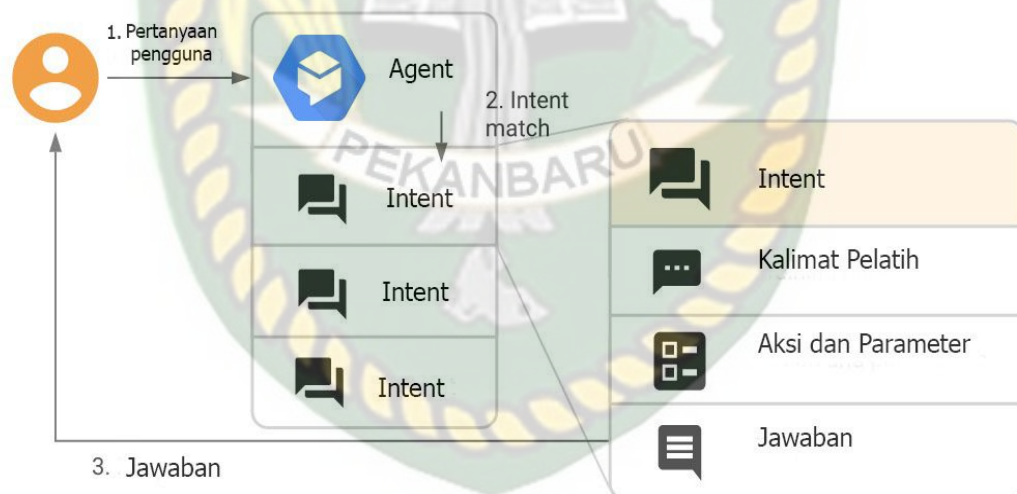 1. Pertanyaan
pengguna
Agent
2. Intent
match
PEKANBARU
Intent
Intent
Intent
Intent
Kalimat Pelatih
Aksi dan Parameter
Jawaban
3. Jawaban